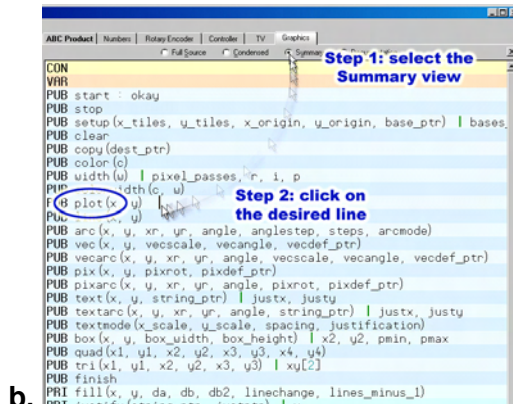 ABC Product Numbers Rotary Encoder Controller TV Graphics
Full Source Condensed Summary
Step 1: select the
Summary view
CON
VAR
PUB start : okay
PUB stop
PUB setup(x_tiles, y_tiles, x_origin, y_origin, base_ptr) | bases_
PUB clear
PUB copy(dest_ptr)
PUB color(c)
PUB width(w) | pixel_passes, r, i, p
idth(c, w)
Step 2: click on
the desired line
PUB plot(x, y)
y)
PUB arc(x, y, xr, yr, angle, anglestep, steps, arcmode)
PUB vec(x, y, vecscale, vecangle, vecdef_ptr)
PUB vecarc(x, y, xr, yr, angle, vecscale, vecangle, vecdef_ptr)
PUB pix(x, y, pixrot, pixdef_ptr)
PUB pixarc(x, y, xr, yr, angle, pixrot, pixdef_ptr)
PUB text(x, y, string_ptr) | justx, justy
PUB textarc(x, y, xr, yr, angle, string_ptr) | justx, justy
PUB textmode(x_scale, y_scale, spacing, justification)
PUB box(x, y, box_width, box_height) | x2, y2, pmin, pmax
PUB quad(x1, y1, x2, y2, x3, y3, x4, y4)
PUB tri(x1, y1, x2, y2, x3, y3) | xy[2]
PUB finish
b. PRI fill(x, y, da, db, db2, linechange, lines_minus_1)